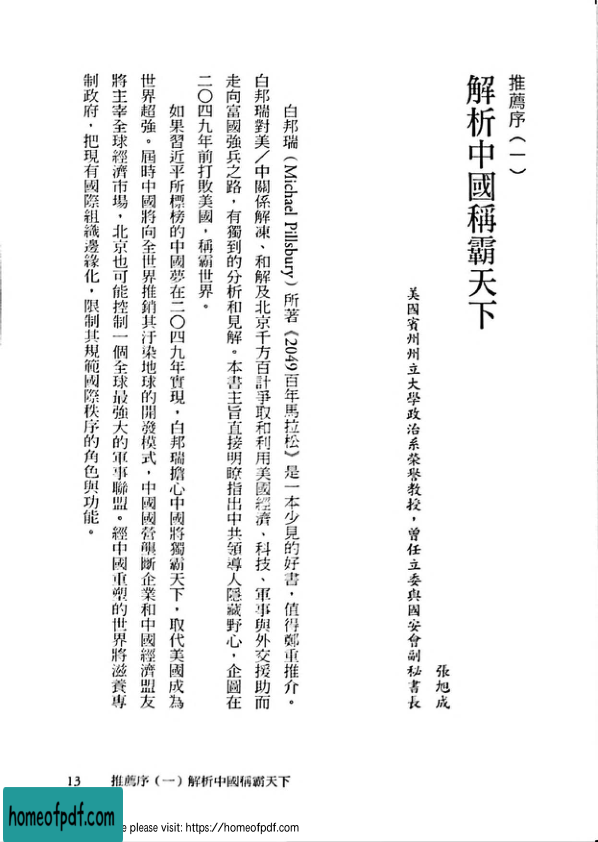 推薦序（一）
解析中國稱霸天下
美國賓州州立大學政治系榮譽教授，曾任立委與國安會副秘書長
張旭成
白邦瑞（Michael Pillsbury）所著《2049百年馬拉松》是一本少見的好書，值得鄭重推介。
白邦瑞對美／中關係解凍、和解及北京千方百計爭取和利用美國經濟、科技、軍事與外交援助而
走向富國強兵之路，有獨到的分析和見解。本書主旨直接明瞭指出中共領導人隱藏野心，企圖在
二〇四九年前打敗美國，稱霸世界。
如果習近平所標榜的中國夢在二〇四九年實現，白邦瑞擔心中國將獨霸天下，取代美國成為
世界超強。屆時中國將向全世界推銷其汙染地球的開發模式，中國國營壟斷企業和中國經濟盟友
將主宰全球經濟市場，北京也可能控制一個全球最強大的軍事聯盟。經中國重塑的世界將滋養專
制政府，把現有國際組織邊緣化，限制其規範國際秩序的角色與功能。
13 推薦序（一）解析中國稱霸天下
homeofpdf.com
e please visit: https://homeofpdf.com